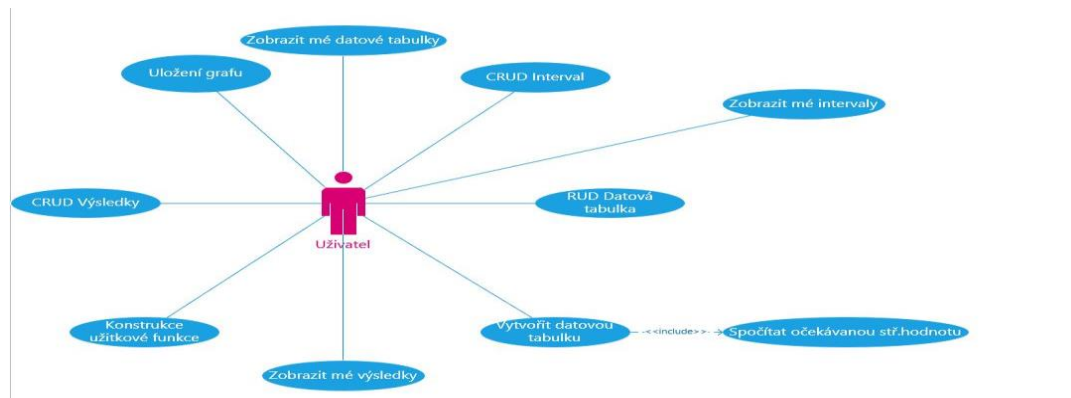 Zobrazit mé datové tabulky
Uložení grafu
CRUD Interval
Zobrazit mé intervaly
CRUD Výsledky
RUD Datová
tabulka
Uživatel
Konstrukce
užitkové funkce
Vytvořit datovou
tabulku
<<include>>
Spočítat očekávanou stř.hodnotu
Zobrazit mé výsledky